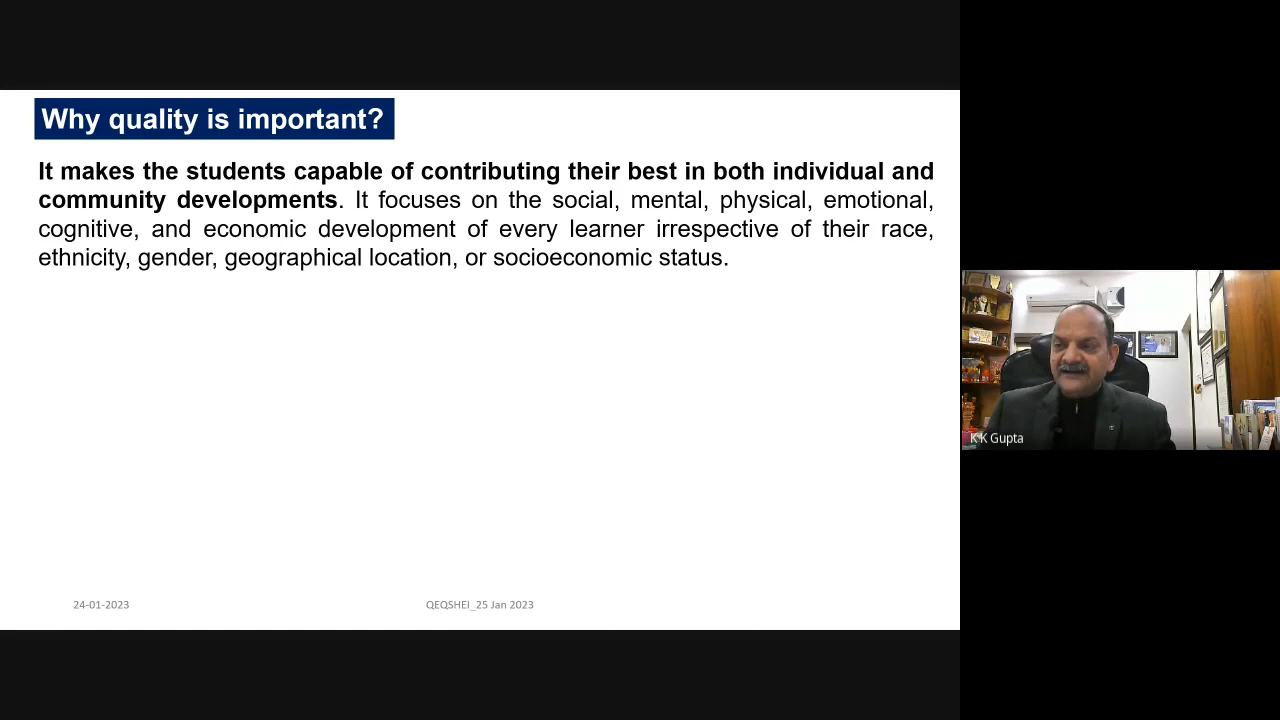 Why quality is important?
It makes the students capable of contributing their best in both individual and
community developments. It focuses on the social, mental, physical, emotional,
cognitive, and economic development of every learner irrespective of their race,
ethnicity, gender, geographical location, or socioeconomic status.
K K Gupta
24-01-2023
QEQSHEI_25 Jan 2023